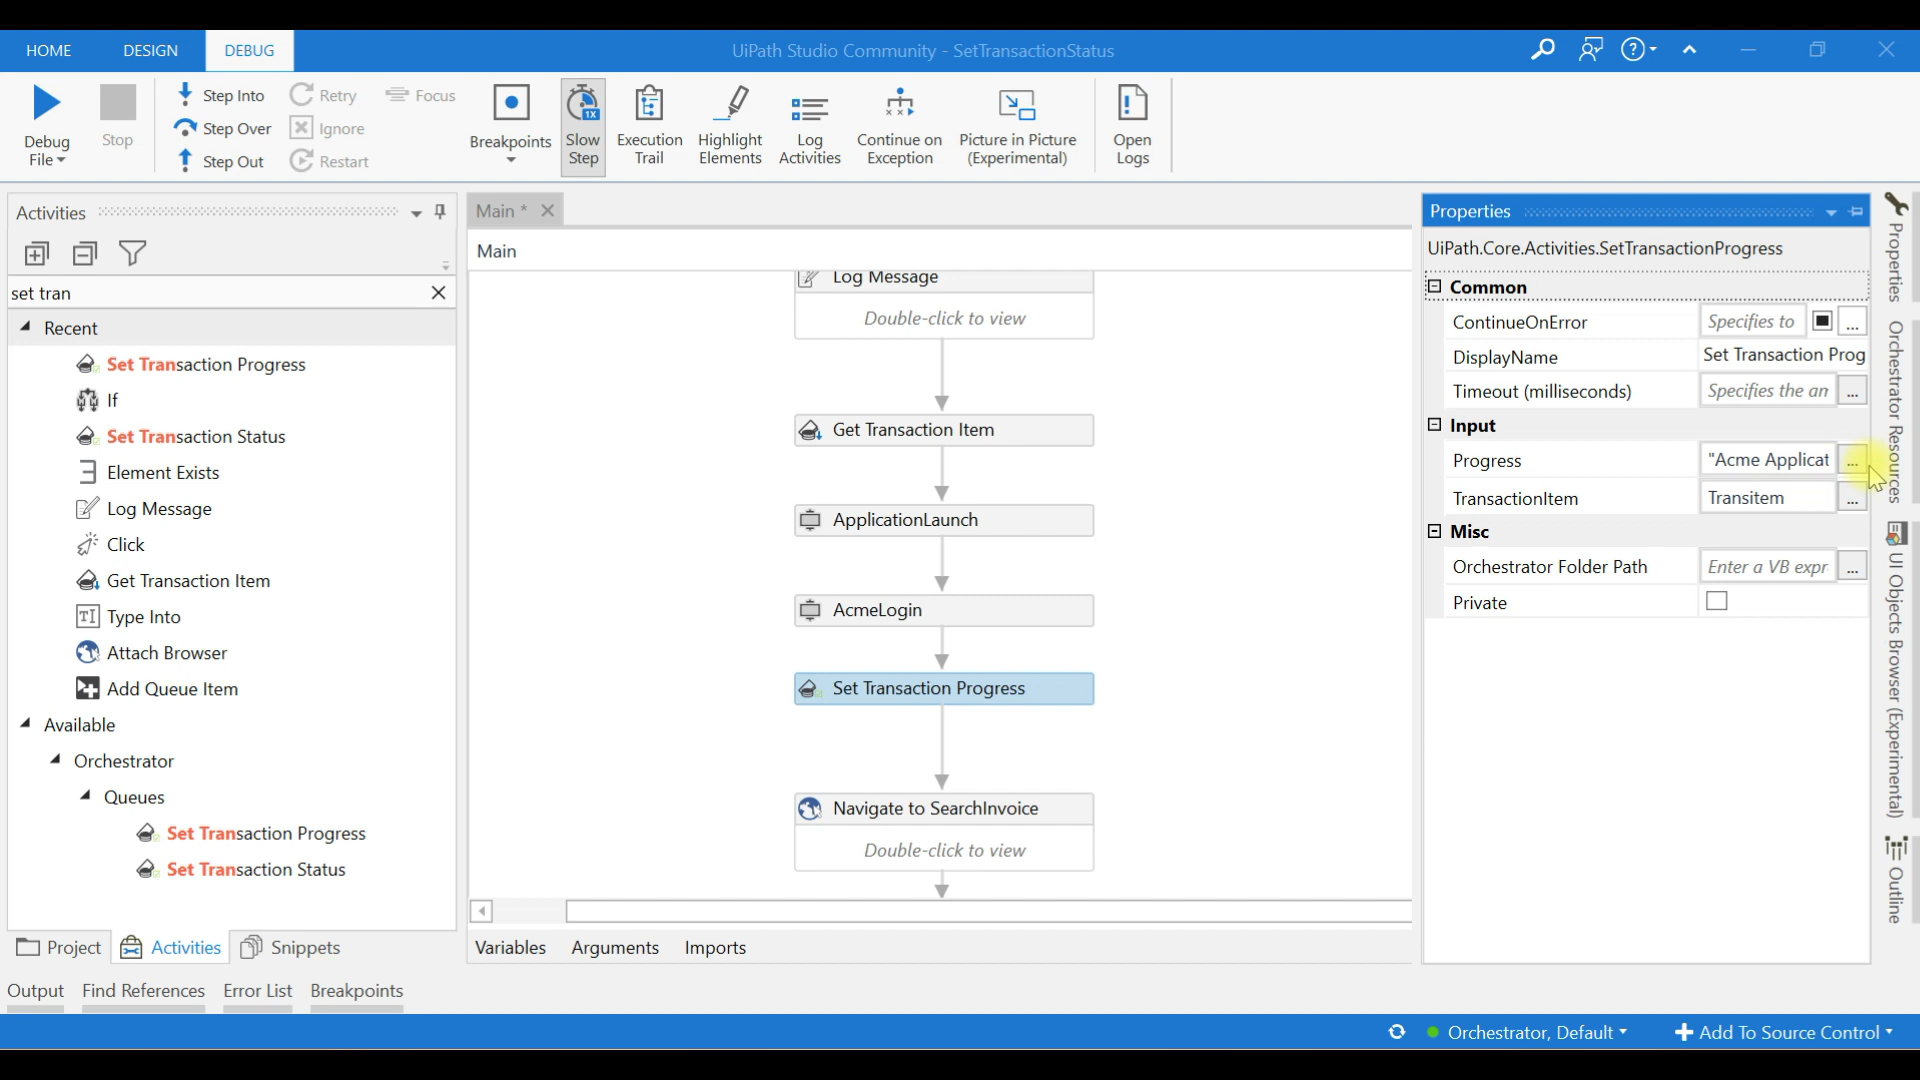 HOME DESIGN DEBUG UiPath Studio Community - SetTransactionStatus
Debug File
Stop
Step Into
Step Over
Step Out
Retry
Ignore
Restart
Focus
Breakpoints
Slow Step
1X
Execution Trail
Highlight Elements
Log Activities
Continue on Exception
Picture in Picture (Experimental)
Open Logs
Activities
set tran
Recent
Set Transaction Progress
If
Set Transaction Status
Element Exists
Log Message
Click
Get Transaction Item
Type Into
TI
Attach Browser
Add Queue Item
Available
Orchestrator
Queues
Set Transaction Progress
Set Transaction Status
Project Activities Snippets
Main *
Main
Log Message
Double-click to view
Get Transaction Item
ApplicationLaunch
AcmeLogin
Set Transaction Progress
Navigate to SearchInvoice
Double-click to view
Variables Arguments Imports
Properties
UiPath.Core.Activities.SetTransactionProgress
Common
ContinueOnError Specifies to ...
DisplayName Set Transaction Prog
Timeout (milliseconds) Specifies the an ...
Input
Progress "Acme Applicat ...
TransactionItem Transitem ...
Misc
Orchestrator Folder Path Enter a VB expr ...
Private
Properties
Orchestrator Resources
UI Objects Browser (Experimental)
Outline
Output Find References Error List Breakpoints
Orchestrator, Default Add To Source Control